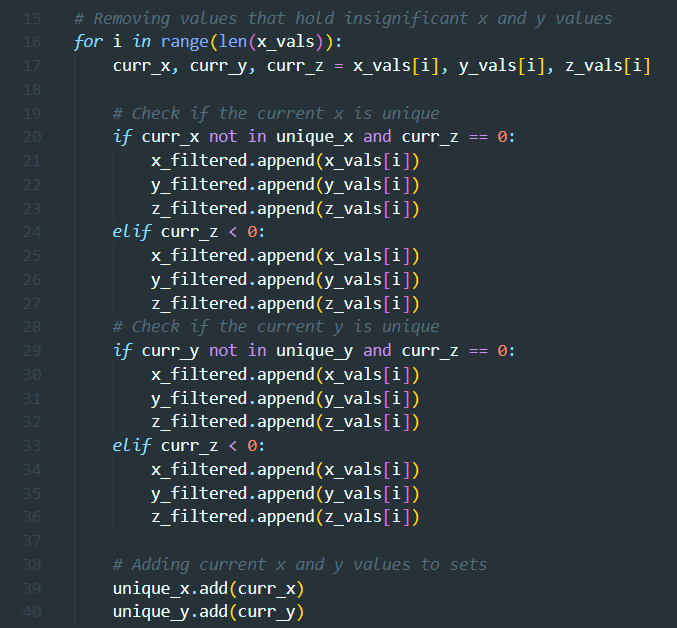 15 # Removing values that hold insignificant x and y values
16 for i in range(len(x_vals)):
17     curr_x, curr_y, curr_z = x_vals[i], y_vals[i], z_vals[i]
18
19     # Check if the current x is unique
20     if curr_x not in unique_x and curr_z == 0:
21         x_filtered.append(x_vals[i])
22         y_filtered.append(y_vals[i])
23         z_filtered.append(z_vals[i])
24     elif curr_z < 0:
25         x_filtered.append(x_vals[i])
26         y_filtered.append(y_vals[i])
27         z_filtered.append(z_vals[i])
28     # Check if the current y is unique
29     if curr_y not in unique_y and curr_z == 0:
30         x_filtered.append(x_vals[i])
31         y_filtered.append(y_vals[i])
32         z_filtered.append(z_vals[i])
33     elif curr_z < 0:
34         x_filtered.append(x_vals[i])
35         y_filtered.append(y_vals[i])
36         z_filtered.append(z_vals[i])
37
38     # Adding current x and y values to sets
39     unique_x.add(curr_x)
40     unique_y.add(curr_y)